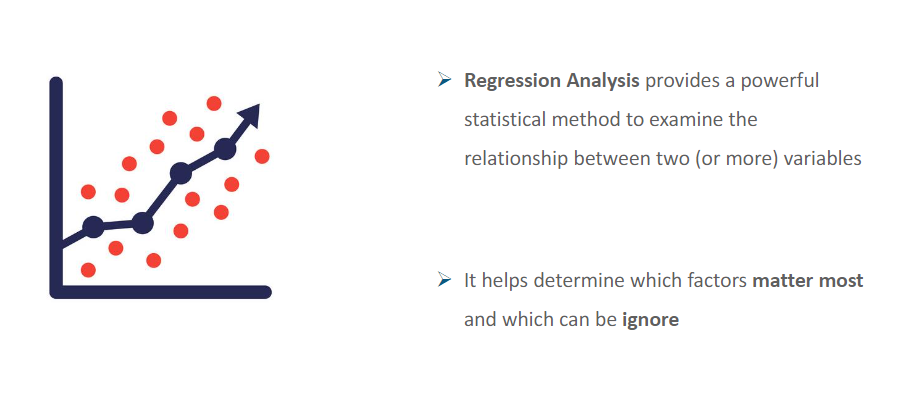 Regression Analysis provides a powerful
statistical method to examine the
relationship between two (or more) variables
It helps determine which factors matter most
and which can be ignore